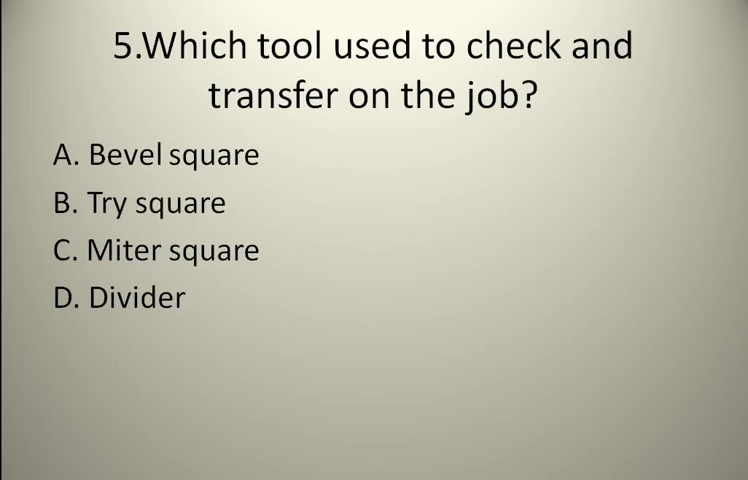 5.Which tool used to check and
transfer on the job?
A. Bevel square
B. Try square
C. Miter square
D. Divider